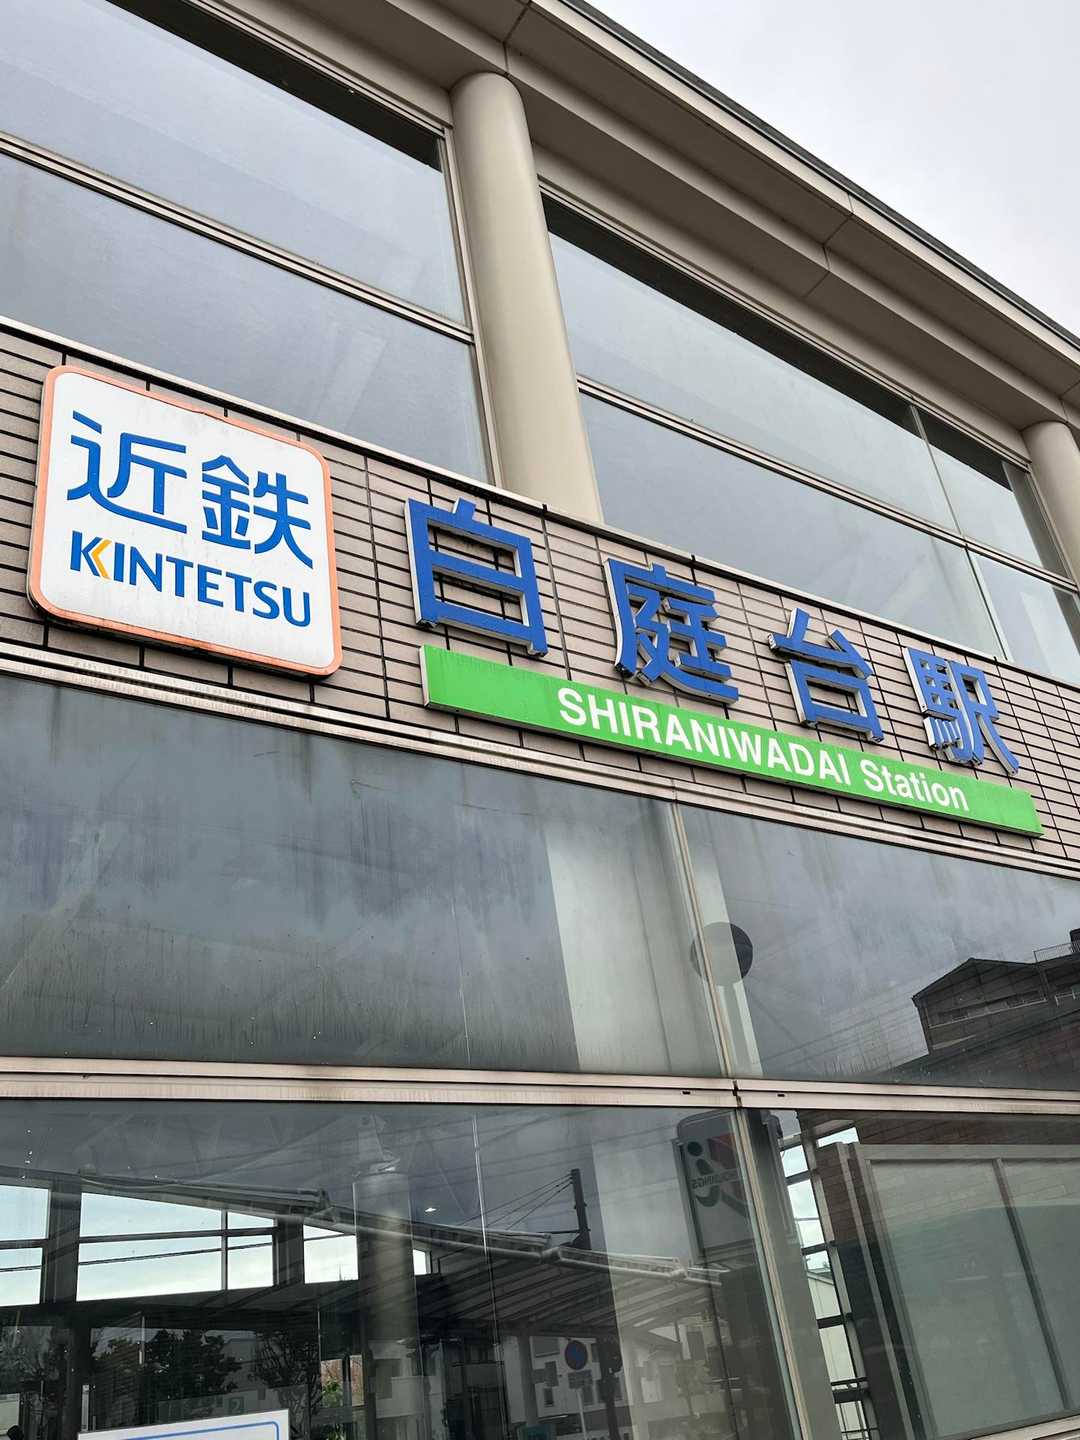 近鉄
KINTETSU
白庭台駅
SHIRANIWADAI Station